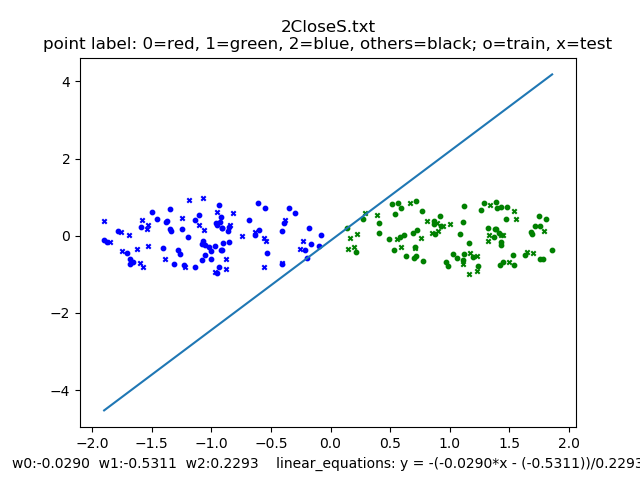 2CloseS.txt
point label: 0=red, 1=green, 2=blue, others=black; o=train, x=test
4
2
0
−2
−4
−2.0 −1.5 −1.0 −0.5 0.0 0.5 1.0 1.5 2.0
w0:-0.0290 w1:-0.5311 w2:0.2293 linear_equations: y = -(-0.0290*x - (-0.5311))/0.2293